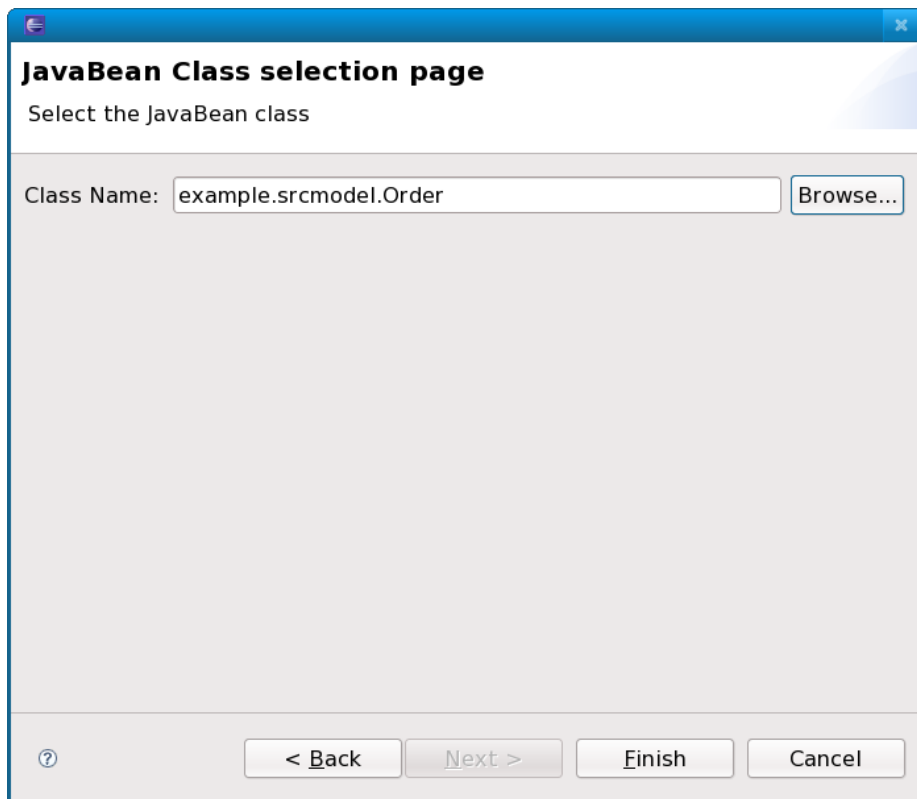 JavaBean Class selection page
Select the JavaBean class
Class Name: example.srcmodel.Order Browse...
? < Back Next > Finish Cancel